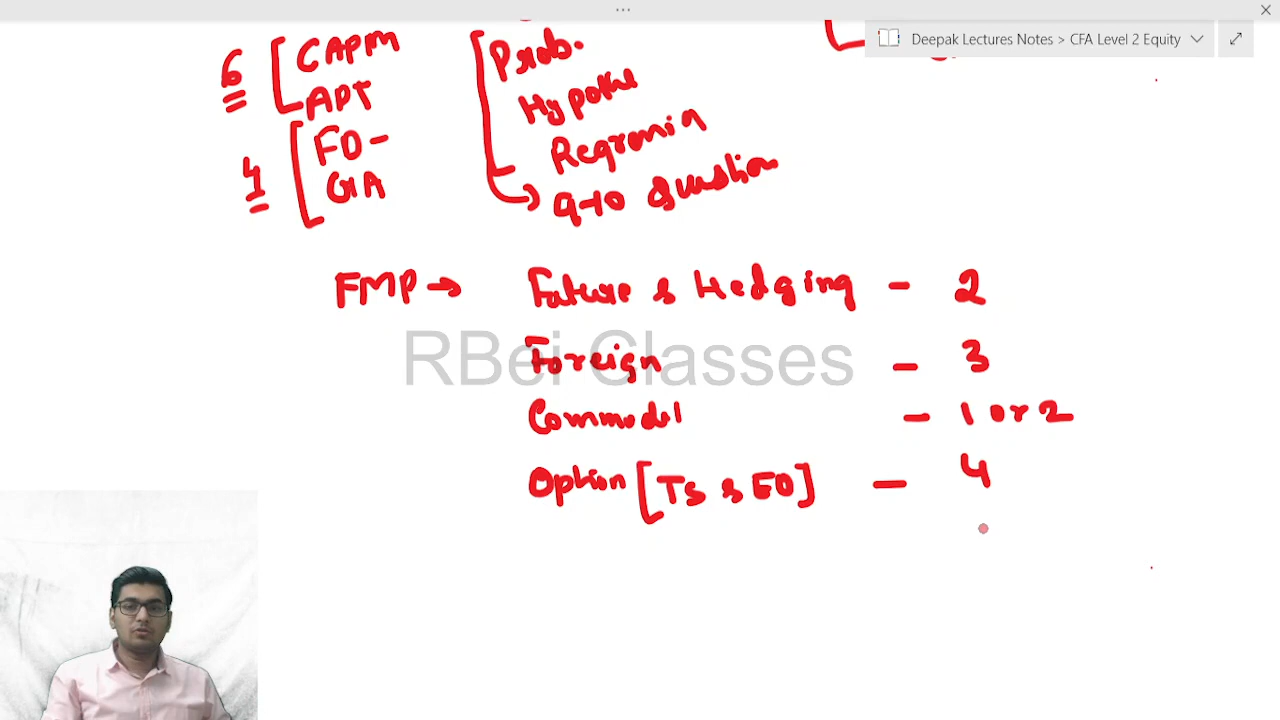 Deepak Lectures Notes > CFA Level 2 Equity
6 [ CAPM
APT
4 [ FD -
GA
Prob.
Hypothe
Regression
9-10 Question
FMP → Future & Hedging - 2
RBei Classes
Foreign - 3
Commodel - 1 or 2
Option [TS & EO] - 4